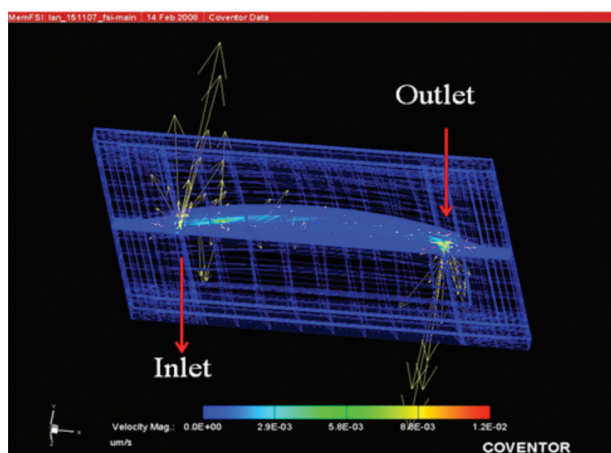 MemFSI: lan_151107_fsi-main 14 Feb 2008 Coventor Data
Outlet
Inlet
Velocity Mag.: 0.0E+00 2.9E-03 5.8E-03 8.8E-03 1.2E-02
um/s
COVENTOR